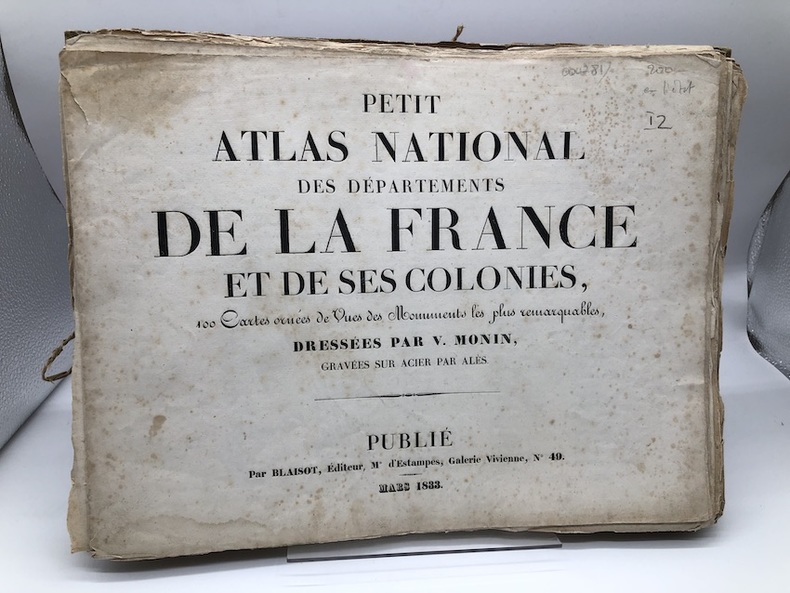 PETIT
ATLAS NATIONAL
DES DÉPARTEMENTS
DE LA FRANCE
ET DE SES COLONIES,
100 Cartes ornées de Vues des Monuments les plus remarquables,
DRESSÉES PAR V. MONIN,
GRAVÉES SUR ACIER PAR ALÈS
PUBLIÉ
Par BLAISOT, Éditeur, Md d'Estampes, Galerie Vivienne, No 49.
MARS 1833.